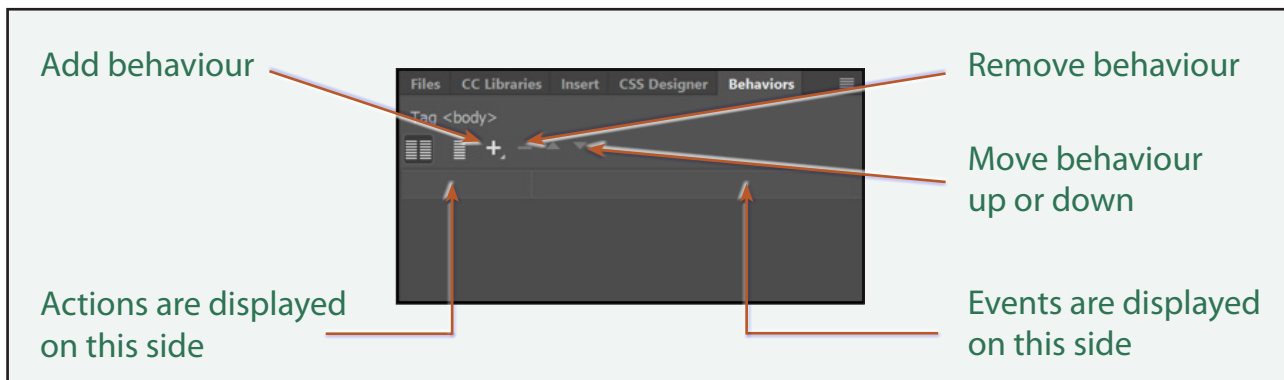 Add behaviour
Remove behaviour
Files CC Libraries Insert CSS Designer Behaviors
Tag <body>
Move behaviour
up or down
Actions are displayed
on this side
Events are displayed
on this side